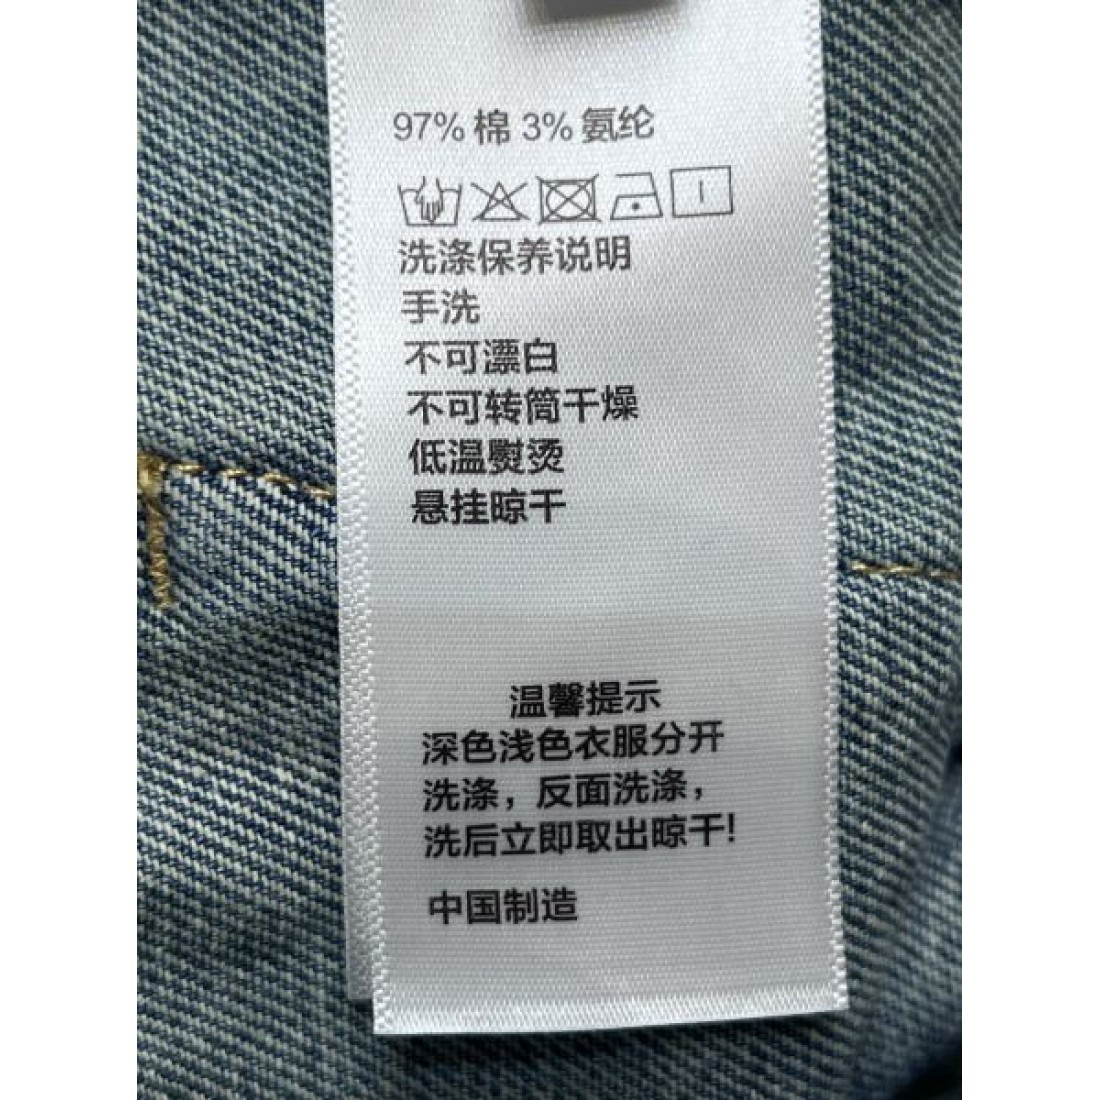 97% 棉 3% 氨纶
洗涤保养说明
手洗
不可漂白
不可转筒干燥
低温熨烫
悬挂晾干
温馨提示
深色浅色衣服分开
洗涤，反面洗涤，
洗后立即取出晾干!
中国制造